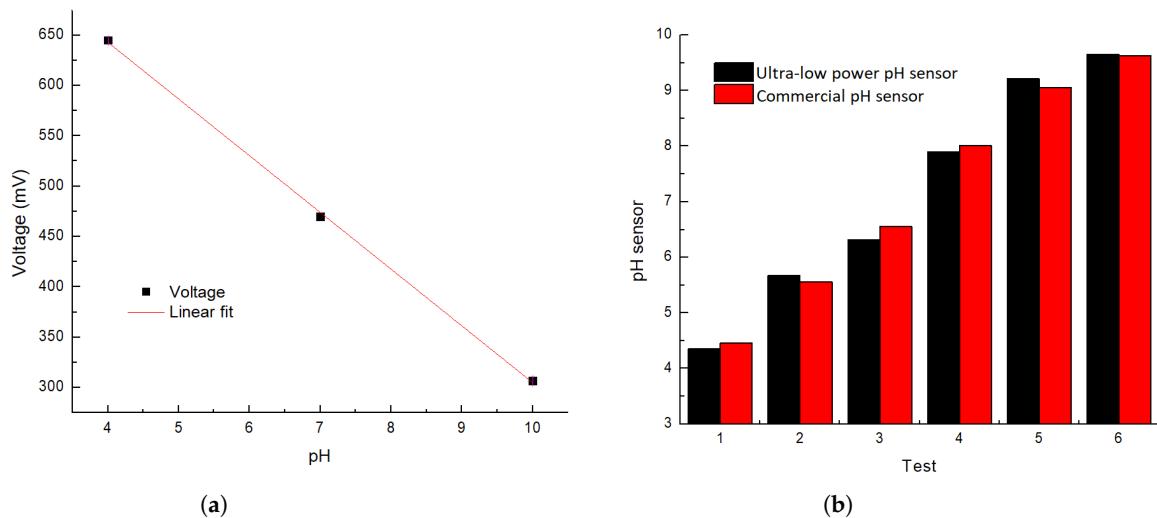 650
600
550
500
450
400
350
300
Voltage (mV)
Voltage
Linear fit
4 5 6 7 8 9 10
pH
(a)
10
9
8
7
6
5
4
3
pH sensor
Ultra-low power pH sensor
Commercial pH sensor
1 2 3 4 5 6
Test
(b)